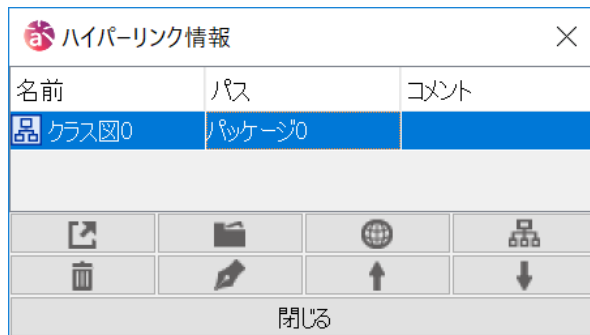 ハイパーリンク情報
名前 パス コメント
クラス図0 パッケージ0
閉じる